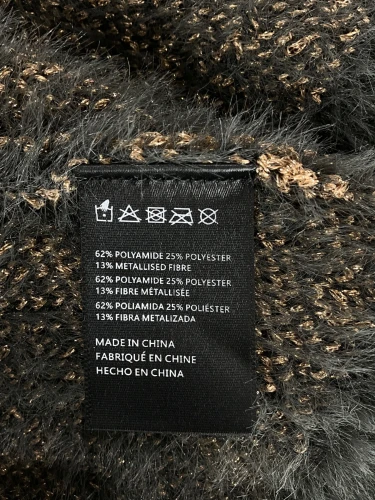 62% POLYAMIDE 25% POLYESTER
13% METALLISED FIBRE
62% POLYAMIDE 25% POLYESTER
13% FIBRE MÉTALLISÉE
62% POLIAMIDA 25% POLIÉSTER
13% FIBRA METALIZADA
MADE IN CHINA
FABRIQUÉ EN CHINE
HECHO EN CHINA